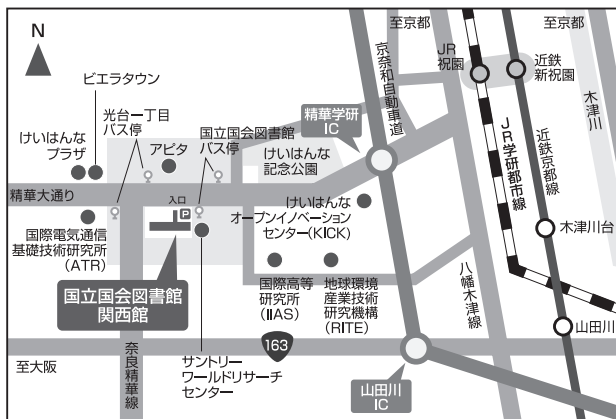 至京都
至京都
N
ビエラタウン
光台一丁目
バス停
けいはんな
プラザ
アピタ
国立国会図書館
バス停
京奈和自動車道
精華学研
IC
JR
祝園
近鉄
新祝園
木津川
けいはんな
記念公園
JR学研都市線
近鉄京都線
精華大通り
入口
P
けいはんな
オープンイノベーション
センター(KICK)
木津川台
国際電気通信
基礎技術研究所
(ATR)
国立国会図書館
関西館
国際高等
研究所
(IIAS)
地球環境
産業技術
研究機構
(RITE)
八幡木津線
山田川
163
至大阪
奈良精華線
サントリー
ワールドリサーチ
センター
山田川
IC